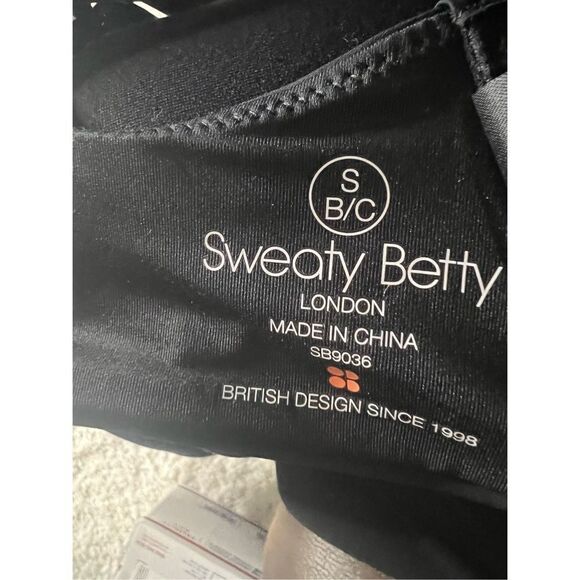 S
B/C
Sweaty Betty
LONDON
MADE IN CHINA
SB9036
BRITISH DESIGN SINCE 1998